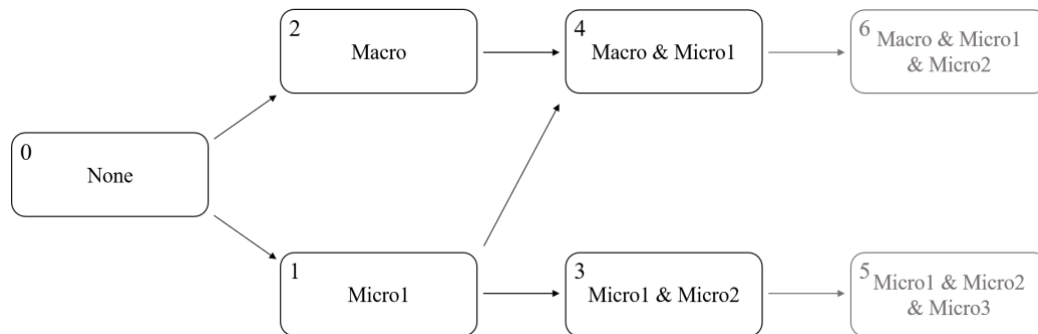 2
Macro
4
Macro & Micro1
6
Macro & Micro1
& Micro2
0
None
1
Micro1
3
Micro1 & Micro2
5
Micro1 & Micro2
& Micro3